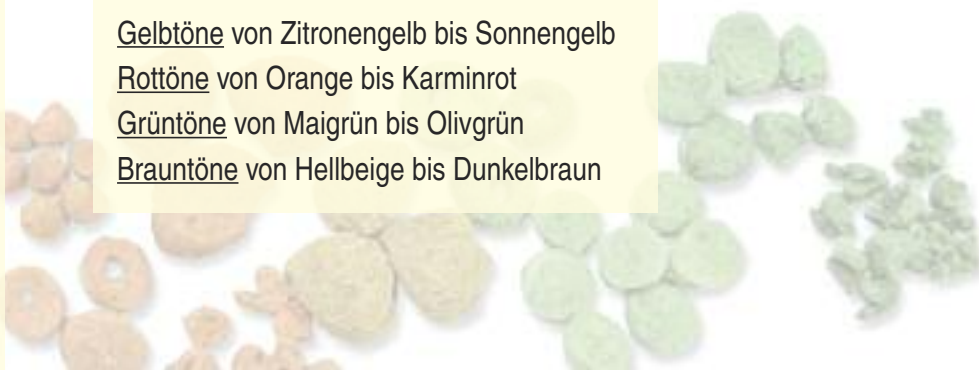 Gelbtöne von Zitronengelb bis Sonnengelb
Rottöne von Orange bis Karminrot
Grüntöne von Maigrün bis Olivgrün
Brauntöne von Hellbeige bis Dunkelbraun